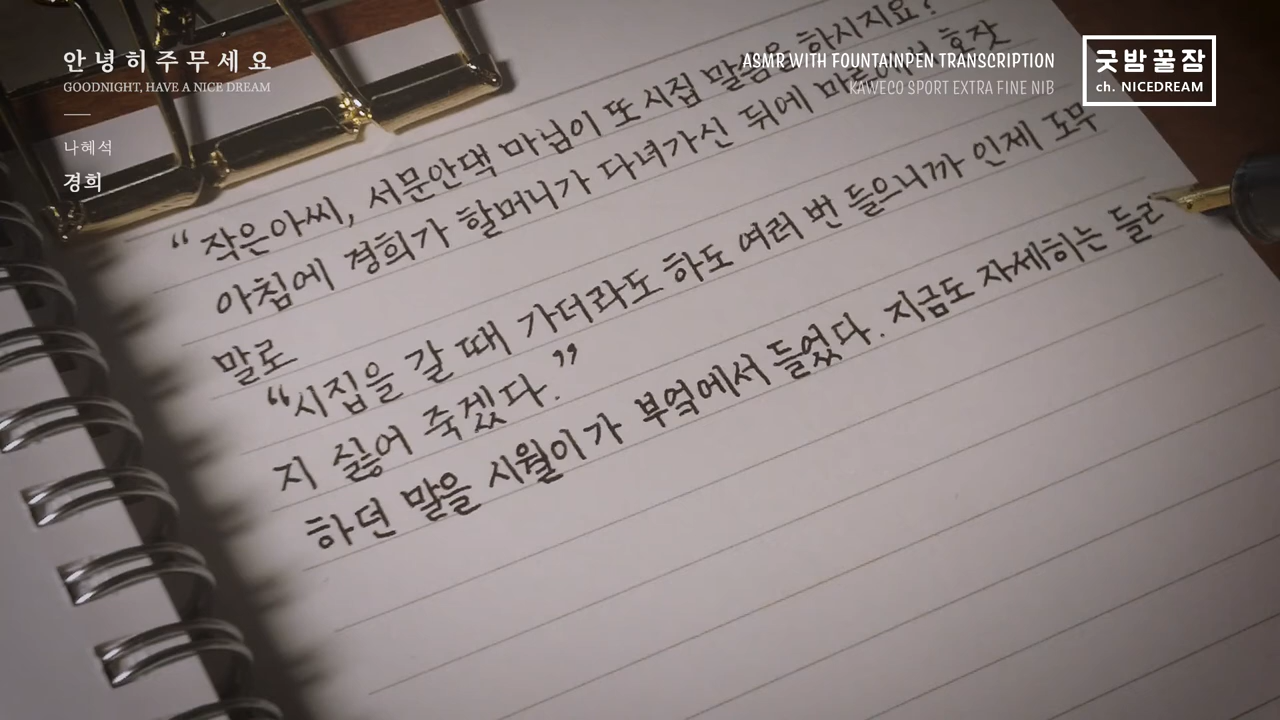 안녕히주무세요
GOODNIGHT, HAVE A NICE DREAM
나혜석
경희
ASMR WITH FOUNTAINPEN TRANSCRIPTION
KAWECO SPORT EXTRA FINE NIB
굿밤꿀잠
ch. NICEDREAM
“작은아씨, 서문안댁 마님이 또 시집 말씀을 하시지요?
아침에 경희가 할머니가 다녀가신 뒤에 마루에서 혼잣
말로
“시집을 갈 때 가더라도 하도 여러 번 들으니까 인제 도무
지 싫어 죽겠다.”
하던 말을 시월이가 부엌에서 들었다. 지금도 자세히는 들리